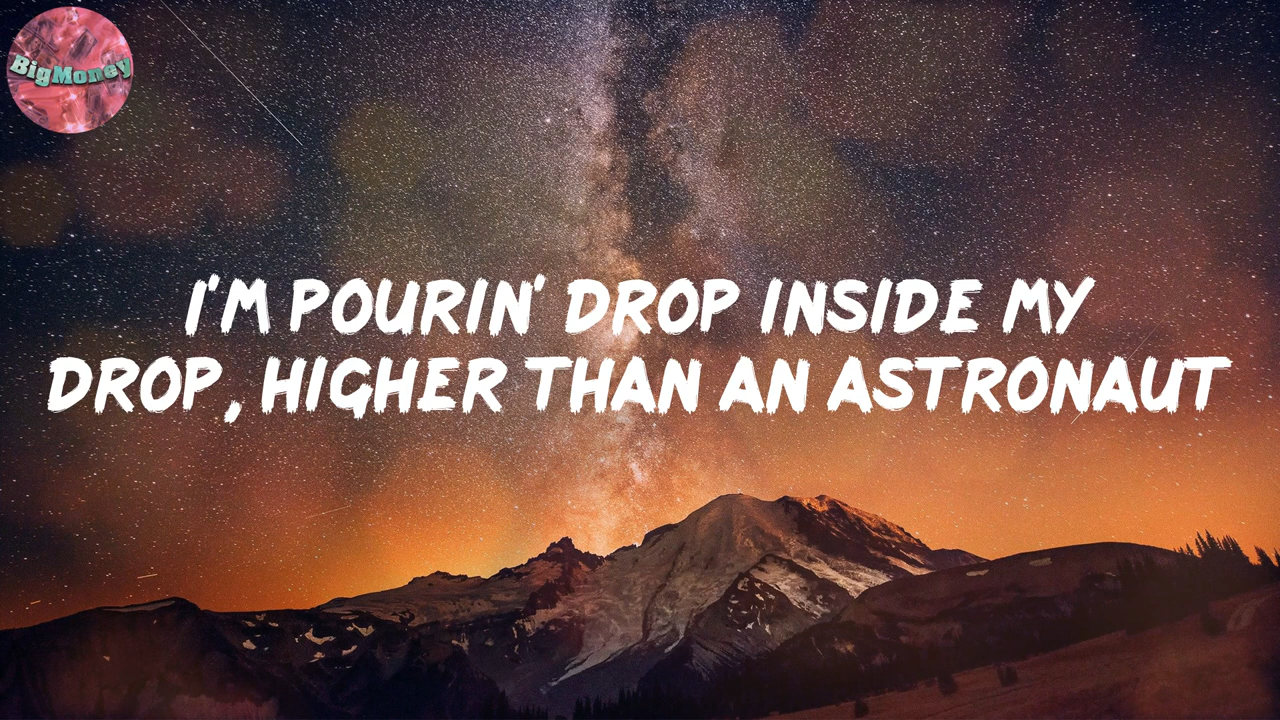 BigMoney
I'M POURIN' DROP INSIDE MY
DROP, HIGHER THAN AN ASTRONAUT